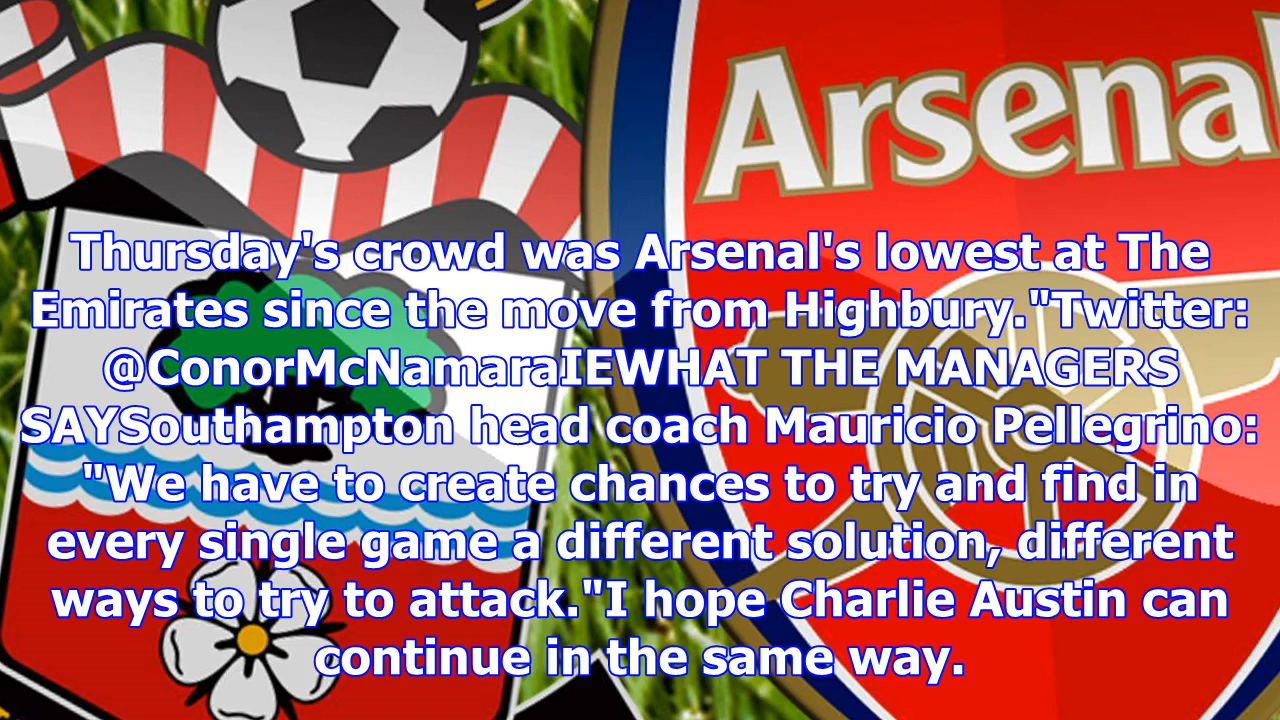 Arsenal
Thursday's crowd was Arsenal's lowest at The
Emirates since the move from Highbury."Twitter:
@ConorMcNamaraIEWHAT THE MANAGERS
SAYSouthampton head coach Mauricio Pellegrino:
"We have to create chances to try and find in
every single game a different solution, different
ways to try to attack."I hope Charlie Austin can
continue in the same way.